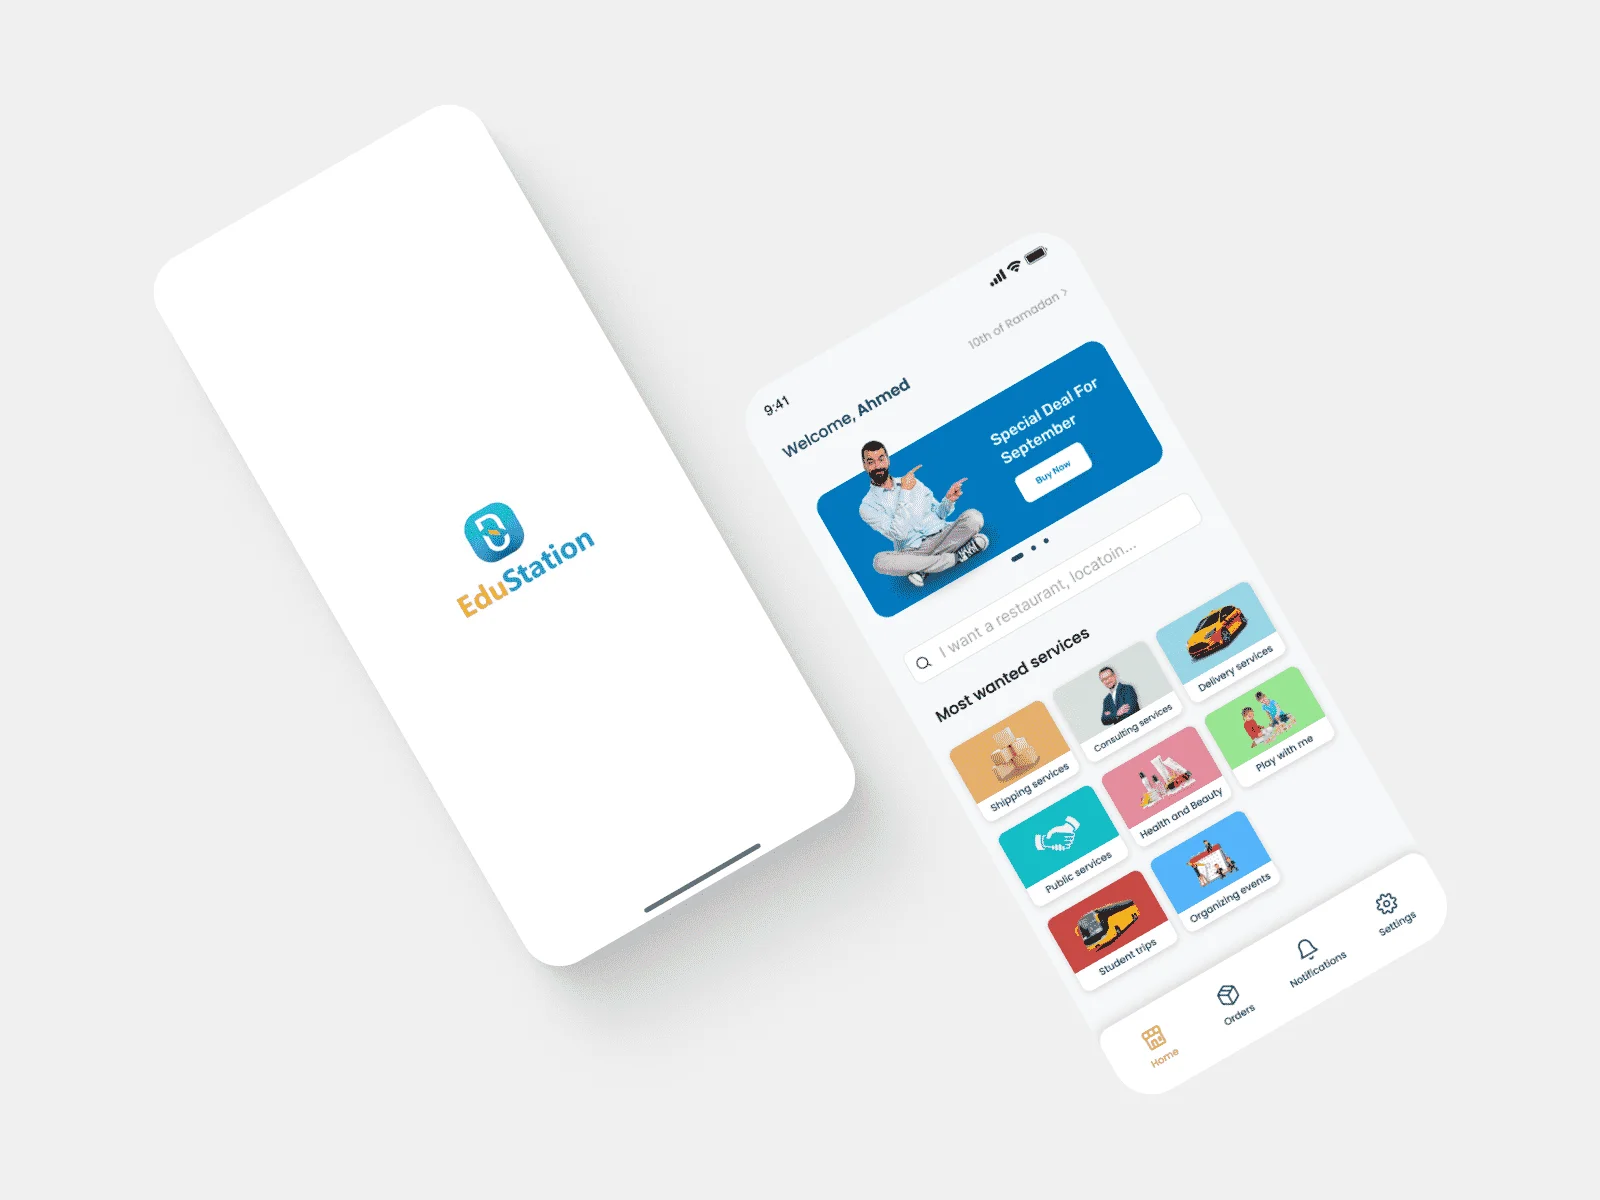 EduStation
9:41
10th of Ramadan >
Welcome, Ahmed
Special Deal For
September
Buy Now
I want a restaurant, locatoin...
Most wanted services
Shipping services
Consulting services
Delivery services
Public services
Health and Beauty
Play with me
Student trips
Organizing events
Home
Orders
Notifications
Settings